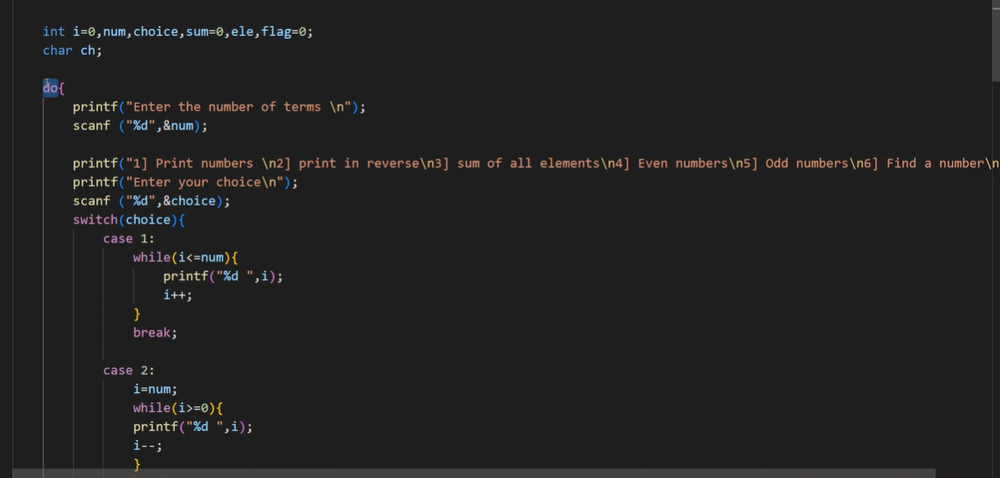 int i=0,num,choice,sum=0,ele,flag=0;
char ch;
do{
printf("Enter the number of terms \n");
scanf ("%d",&num);
printf("1] Print numbers \n2] print in reverse\n3] sum of all elements\n4] Even numbers\n5] Odd numbers\n6] Find a number\n
printf("Enter your choice\n");
scanf ("%d",&choice);
switch(choice){
case 1:
while(i<=num){
printf("%d ",i);
i++;
}
break;
case 2:
i=num;
while(i>=0){
printf("%d ",i);
i--;
}